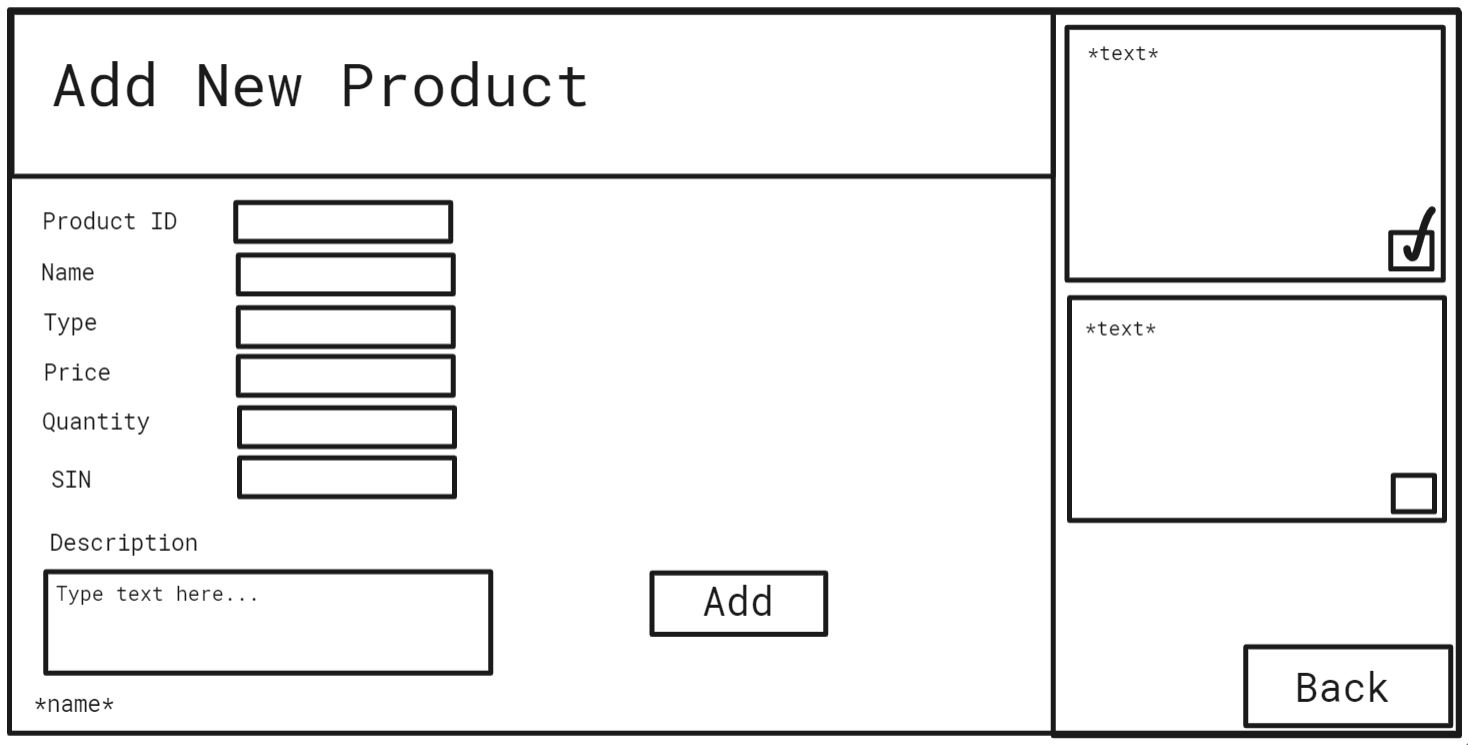 Add New Product
Product ID
Name
Type
Price
Quantity
SIN
Description
Type text here...
Add
*name*
*text*
*text*
Back